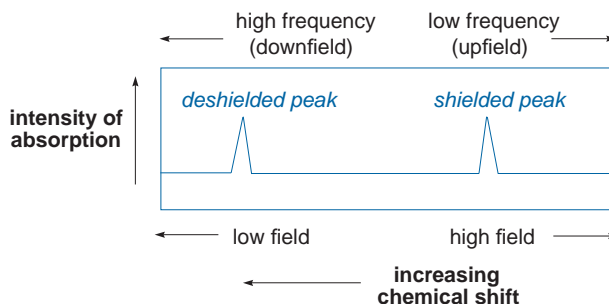 high frequency
(downfield)
low frequency
(upfield)
intensity of
absorption
deshielded peak
shielded peak
low field
high field
increasing
chemical shift